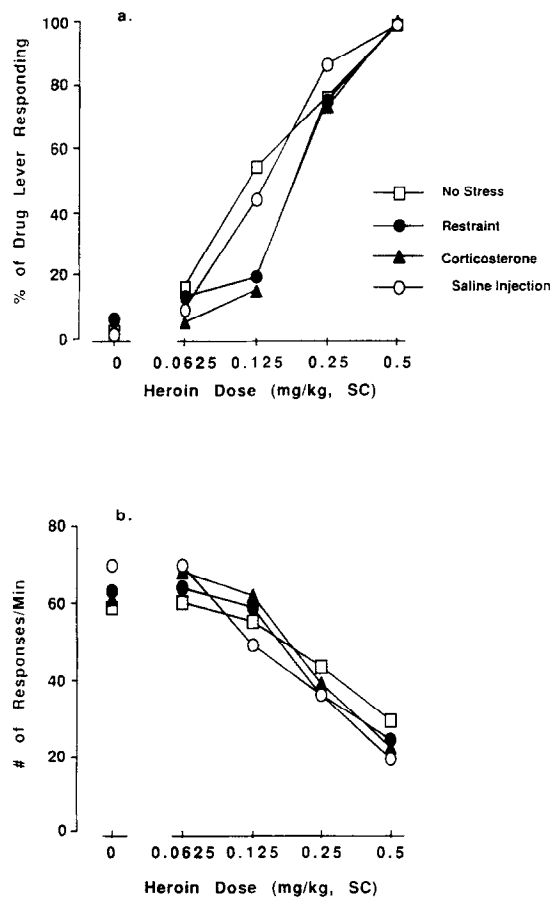 a.
100
80
60
40
20
0
% of Drug Lever Responding
No Stress
Restraint
Corticosterone
Saline Injection
0 0.0625 0.125 0.25 0.5
Heroin Dose (mg/kg, SC)
b.
80
60
40
20
0
# of Responses/Min
0 0.0625 0.125 0.25 0.5
Heroin Dose (mg/kg, SC)